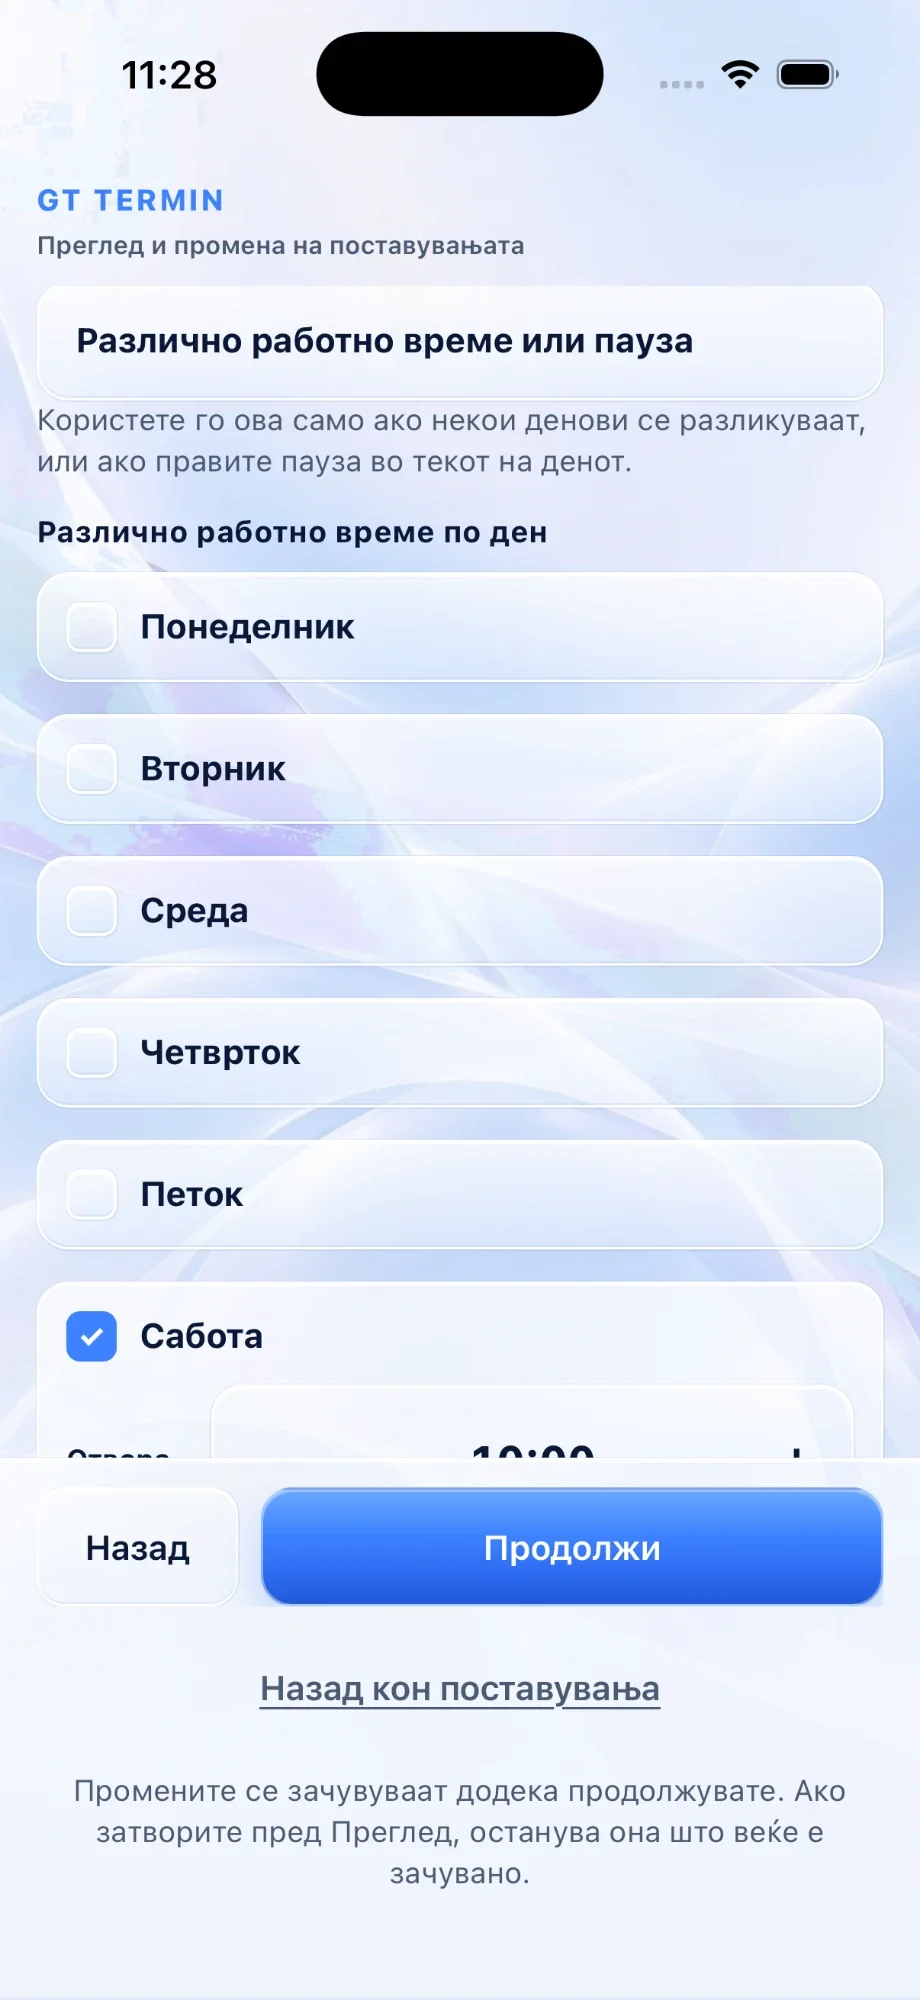 11:28
GT TERMIN
Преглед и промена на поставувањата
Различно работно време или пауза
Користете го ова само ако некои денови се разликуваат,
или ако правите пауза во текот на денот.
Различно работно време по ден
Понеделник
Вторник
Среда
Четврток
Петок
Сабота
Отвора 10:00 +
Назад Продолжи
Назад кон поставувања
Промените се зачувуваат додека продолжувате. Ако
затворите пред Преглед, останува она што веќе е
зачувано.